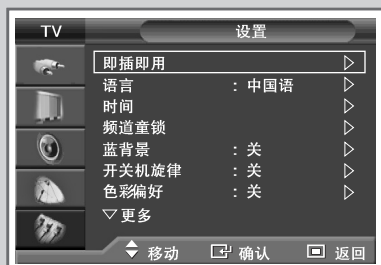 TV 设置
即插即用
语言 : 中国语
时间
频道童锁
蓝背景 : 关
开关机旋律 : 关
色彩偏好 : 关
▽更多
移动 确认 返回